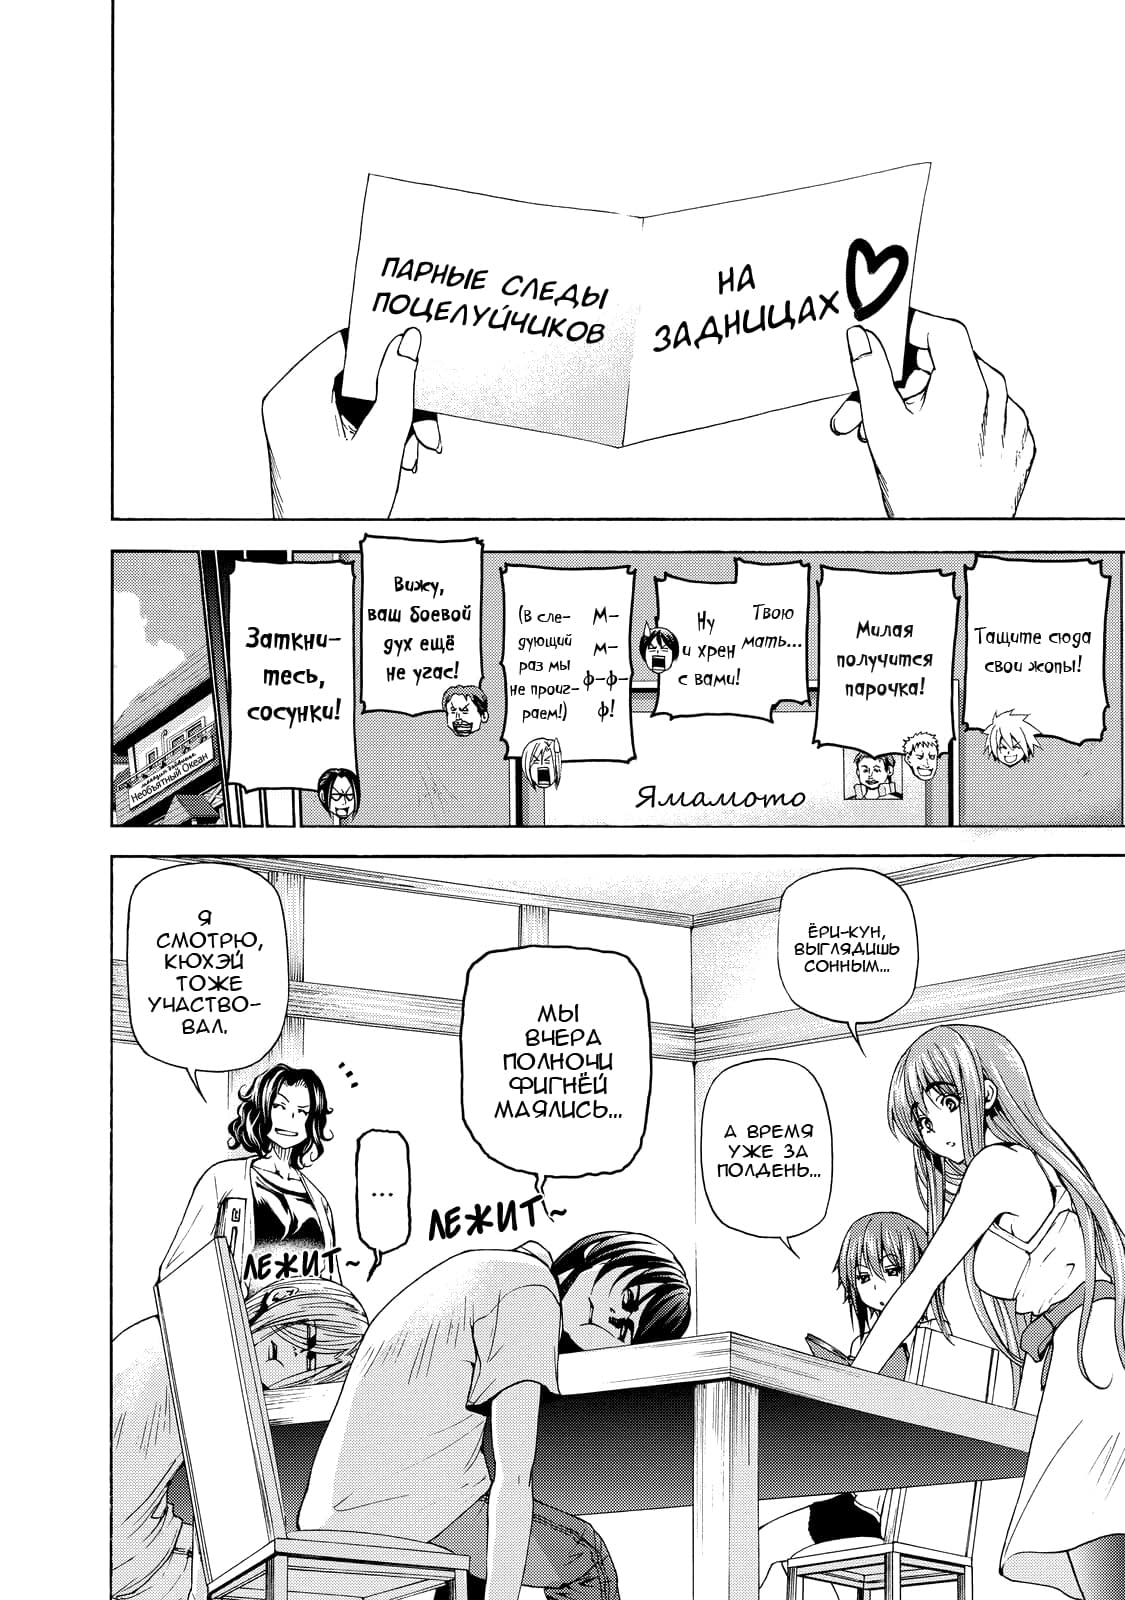 ПАРНЫЕ СЛЕДЫ
ПОЦЕЛУЙЧИКОВ
НА
ЗАДНИЦАХ
Тащите сюда
свои жопы!
Милая
получится
парочка!
Твою
мать...
Ну
и хрен
с вами!
М-
м-
ф-ф-
ф!
(В сле-
дующий
раз мы
не проиг-
раем!)
Вижу,
ваш боевой
дух ещё
не угас!
Заткни-
тесь,
сосунки!
Ямамото
Необъятный Океан
ЁРИ-КУН,
ВЫГЛЯДИШЬ
СОННЫМ...
А ВРЕМЯ
УЖЕ ЗА
ПОЛДЕНЬ...
МЫ
ВЧЕРА
ПОЛНОЧИ
ФИГНЁЙ
МАЯЛИСЬ...
ЛЕЖИТ~
...
ЛЕЖИТ~
Я
СМОТРЮ,
КЮХЭЙ
ТОЖЕ
УЧАСТВО-
ВАЛ.